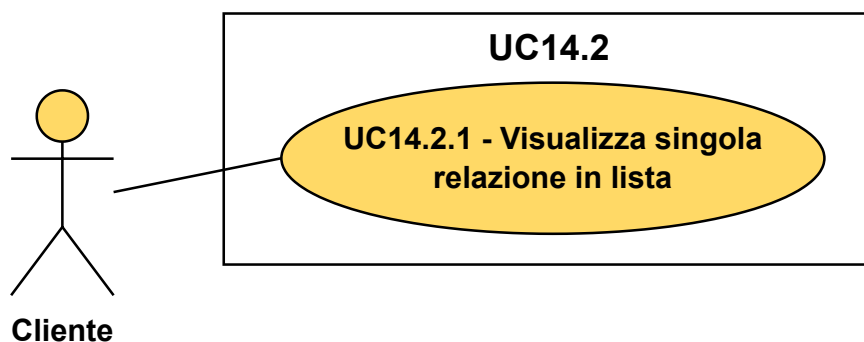 UC14.2
UC14.2.1 - Visualizza singola
relazione in lista
Cliente